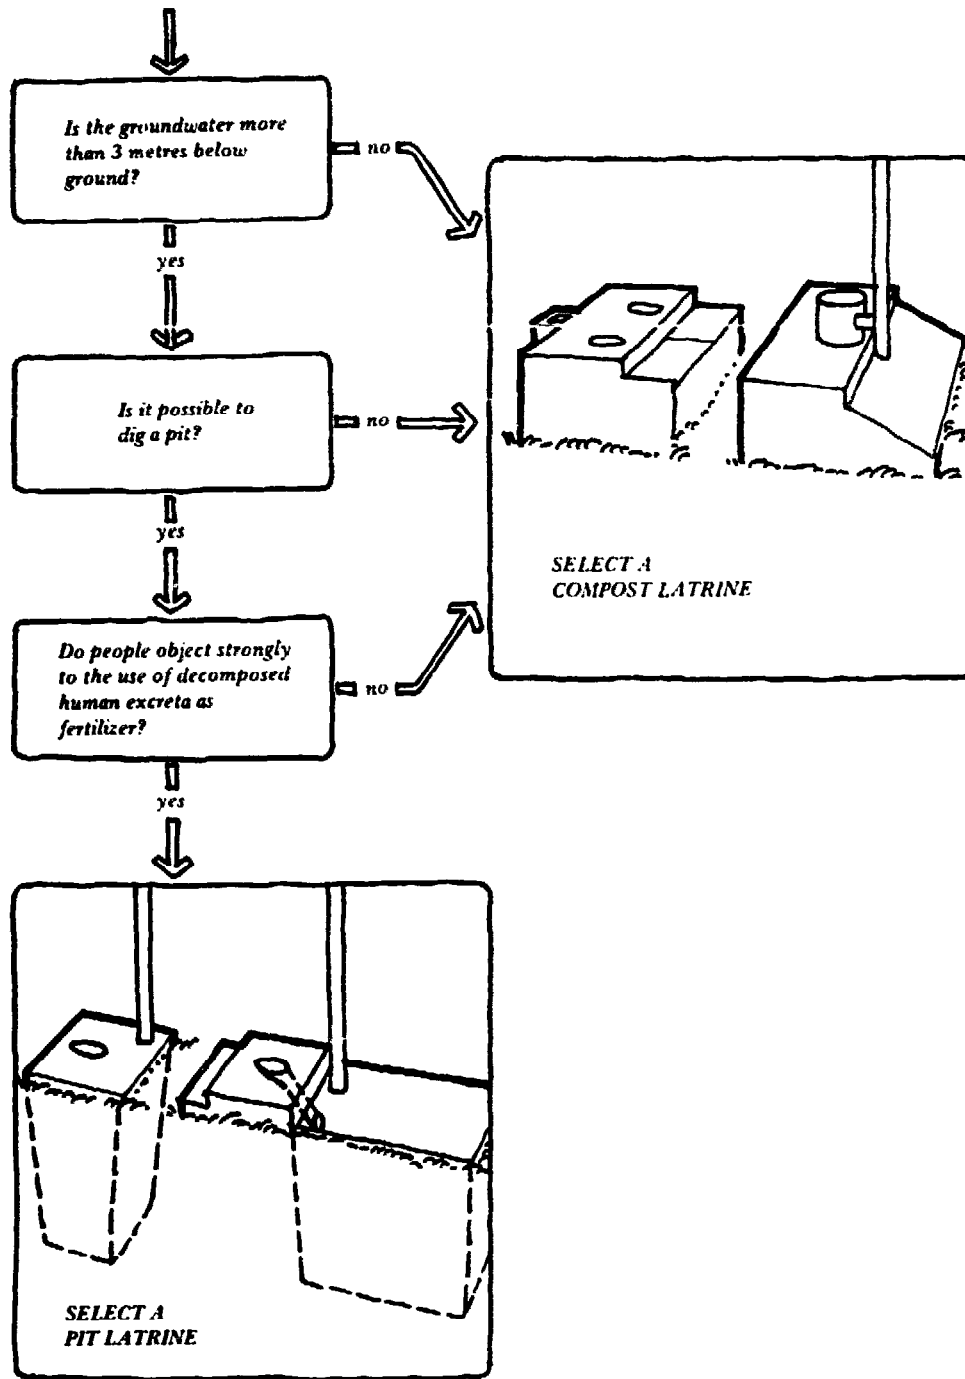 Is the groundwater more
than 3 metres below
ground?
no
yes
Is it possible to
dig a pit?
no
yes
SELECT A
COMPOST LATRINE
Do people object strongly
to the use of decomposed
human excreta as
fertilizer?
no
yes
SELECT A
PIT LATRINE